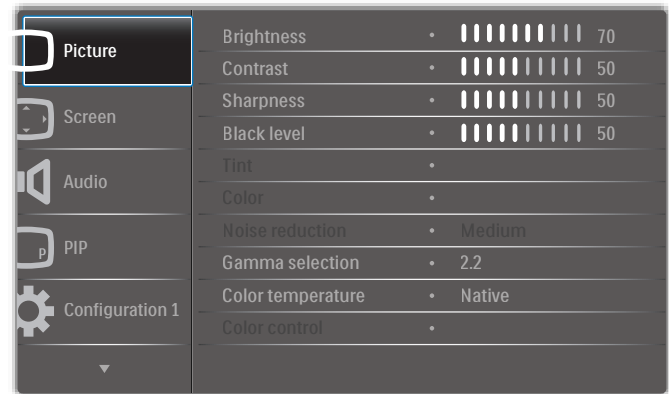 Picture
Screen
Audio
P
PIP
Configuration 1
Brightness • 70
Contrast • 50
Sharpness • 50
Black level • 50
Tint •
Color •
Noise reduction • Medium
Gamma selection • 2.2
Color temperature • Native
Color control •